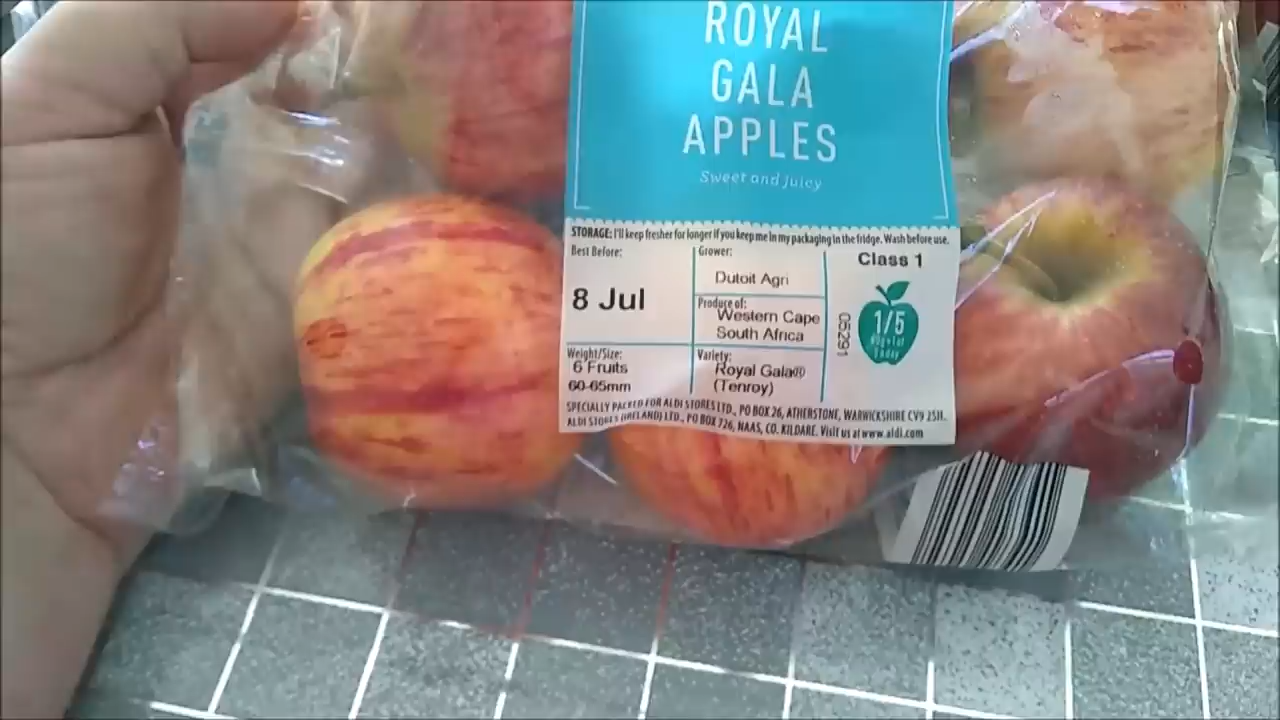 ROYAL
GALA
APPLES
Sweet and Juicy
STORAGE: I'll keep fresher for longer if you keep me in my packaging in the fridge. Wash before use.
Best Before:
8 Jul
Grower:
Dutoit Agri
Produce of:
Western Cape
South Africa
Class 1
1/5
05291
Weight/Size:
6 Fruits
60-65mm
Variety:
Royal Gala®
(Tenroy)
SPECIALLY PACKED FOR ALDI STORES LTD., PO BOX 26, ATHERSTONE, WARWICKSHIRE CV9 2SH.
ALDI STORES (IRELAND) LTD., PO BOX 726, NAAS, CO. KILDARE. Visit us at www.aldi.com